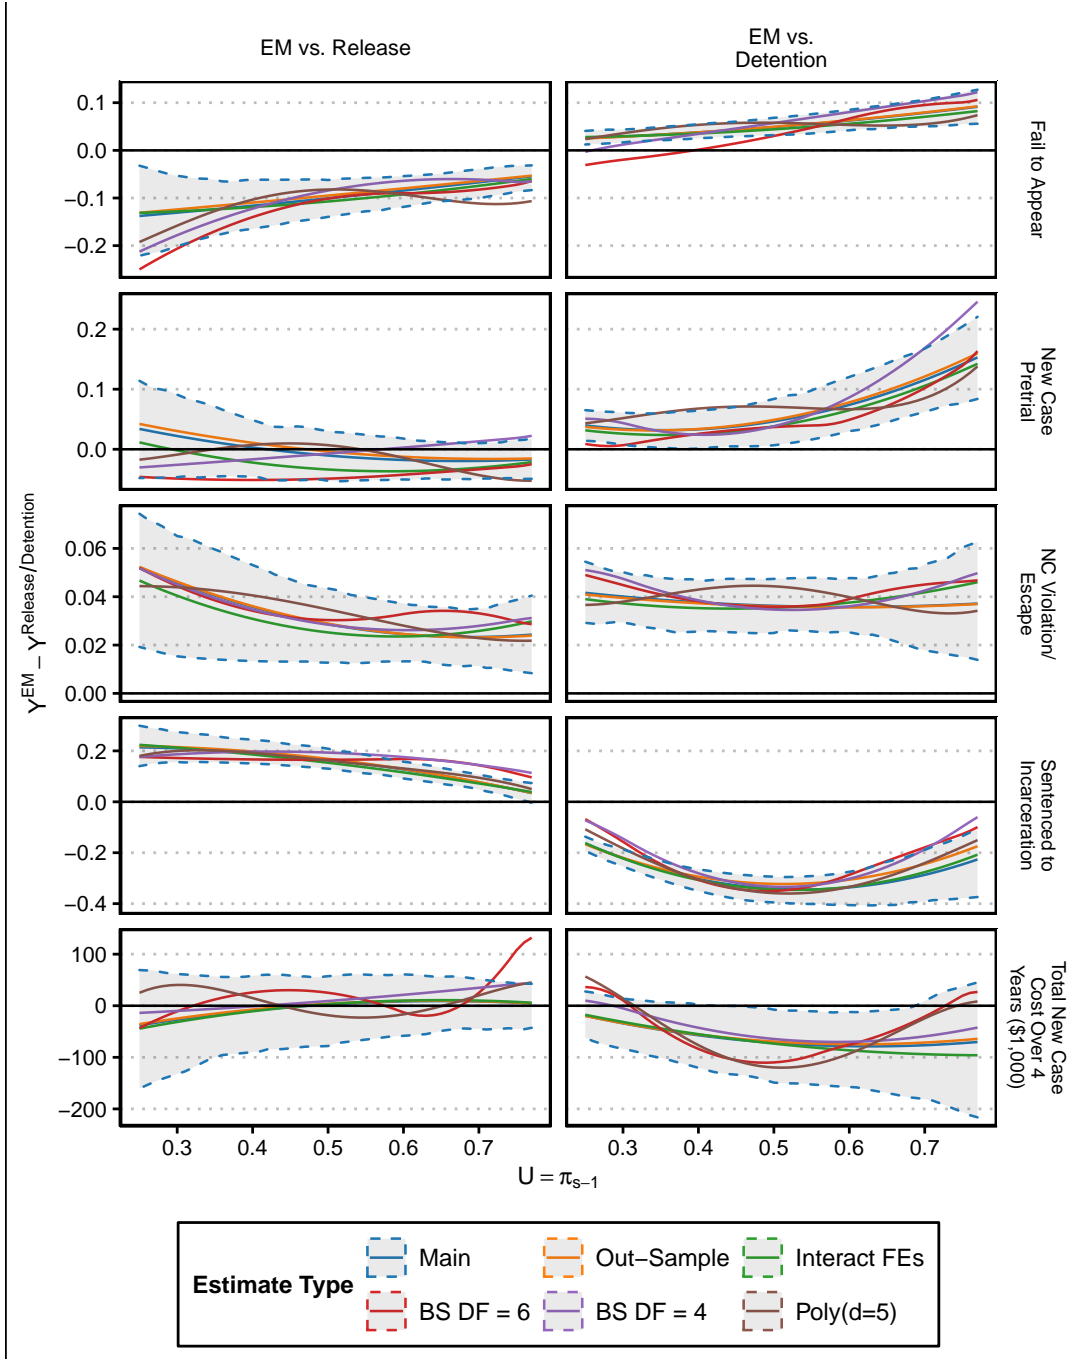 EM vs. Release
EM vs.
Detention
0.1
0.0
−0.1
−0.2
Fail to Appear
0.2
0.1
0.0
New Case
Pretrial
0.06
0.04
0.02
0.00
NC Violation/
Escape
0.2
0.0
−0.2
−0.4
Sentenced to
Incarceration
100
0
−100
−200
Total New Case
Cost Over 4
Years ($1,000)
Y^EM − Y^Release/Detention
0.3 0.4 0.5 0.6 0.7 0.3 0.4 0.5 0.6 0.7
U = π_{s−1}
Estimate Type
Main Out−Sample Interact FEs
BS DF = 6 BS DF = 4 Poly(d=5)